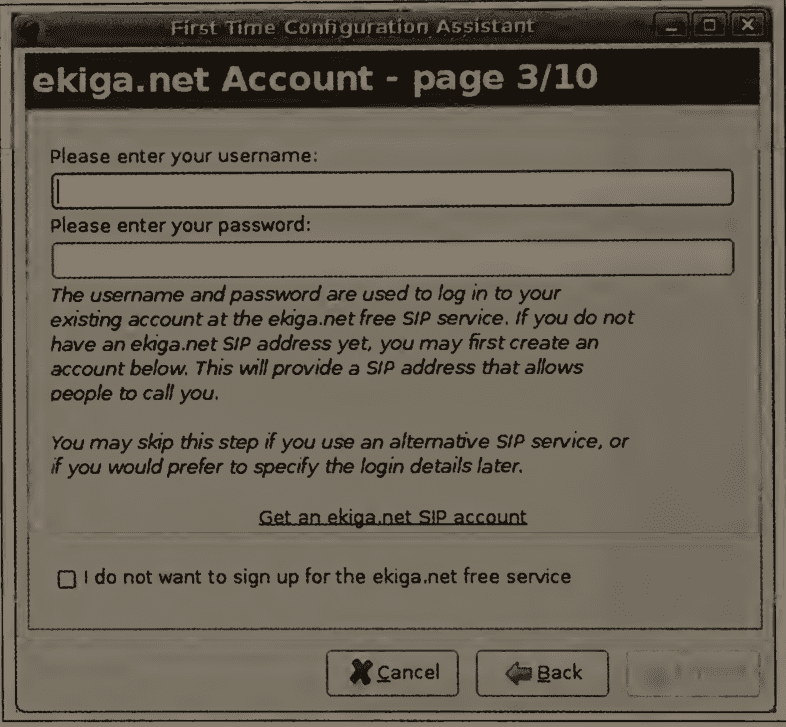 First Time Configuration Assistant
ekiga.net Account - page 3/10
Please enter your username:
Please enter your password:
The username and password are used to log in to your
existing account at the ekiga.net free SIP service. If you do not
have an ekiga.net SIP address yet, you may first create an
account below. This will provide a SIP address that allows
people to call you.
You may skip this step if you use an alternative SIP service, or
if you would prefer to specify the login details later.
Get an ekiga.net SIP account
I do not want to sign up for the ekiga.net free service
Cancel
Back